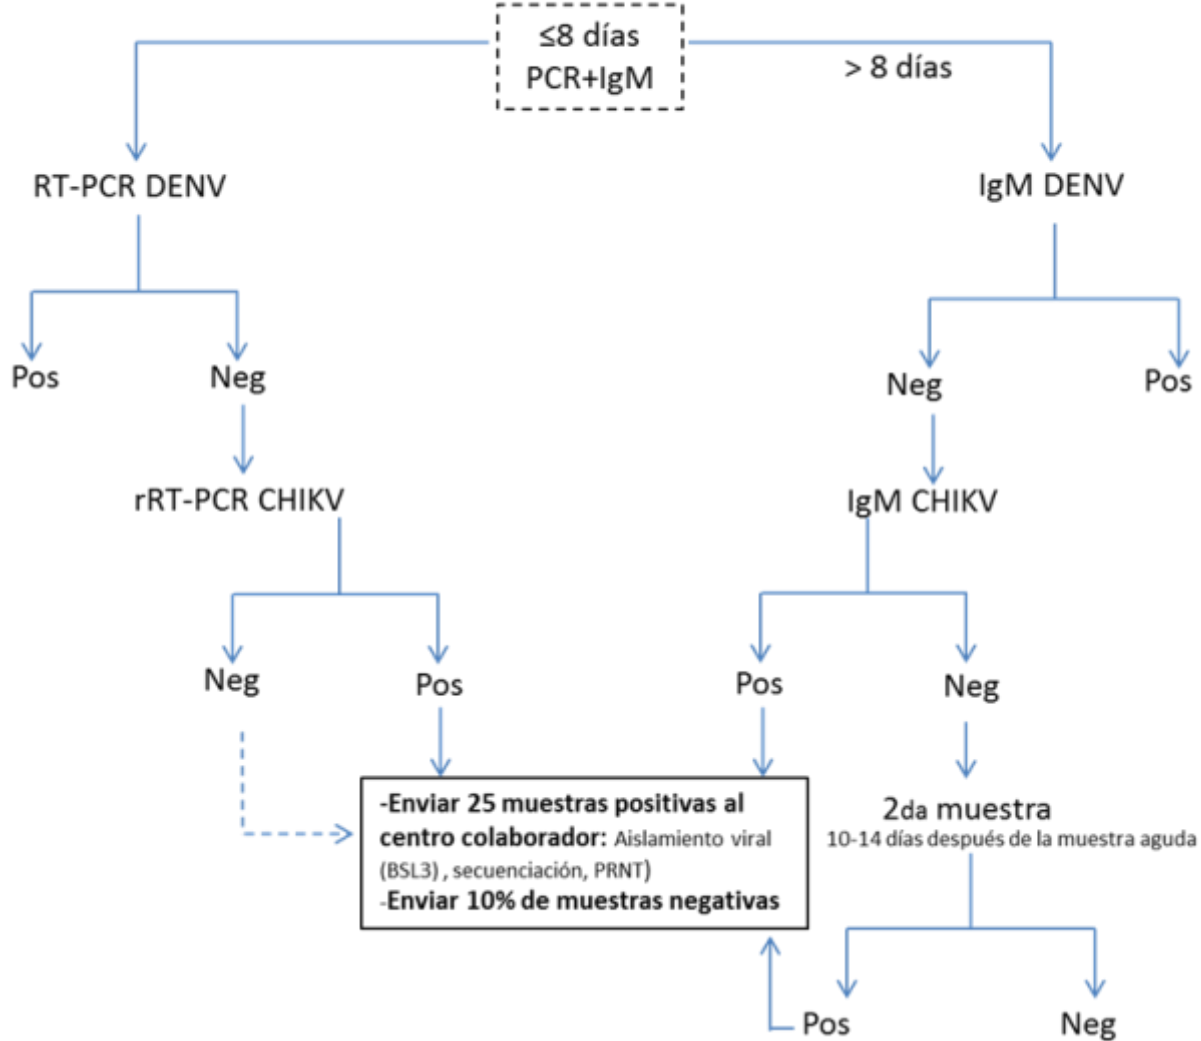 ≤8 días
PCR+IgM
> 8 días
RT-PCR DENV
IgM DENV
Pos
Neg
Neg
Pos
rRT-PCR CHIKV
IgM CHIKV
Neg
Pos
Pos
Neg
-Enviar 25 muestras positivas al
centro colaborador: Aislamiento viral
(BSL3) , secuenciación, PRNT)
-Enviar 10% de muestras negativas
2da muestra
10-14 días después de la muestra aguda
Pos
Neg